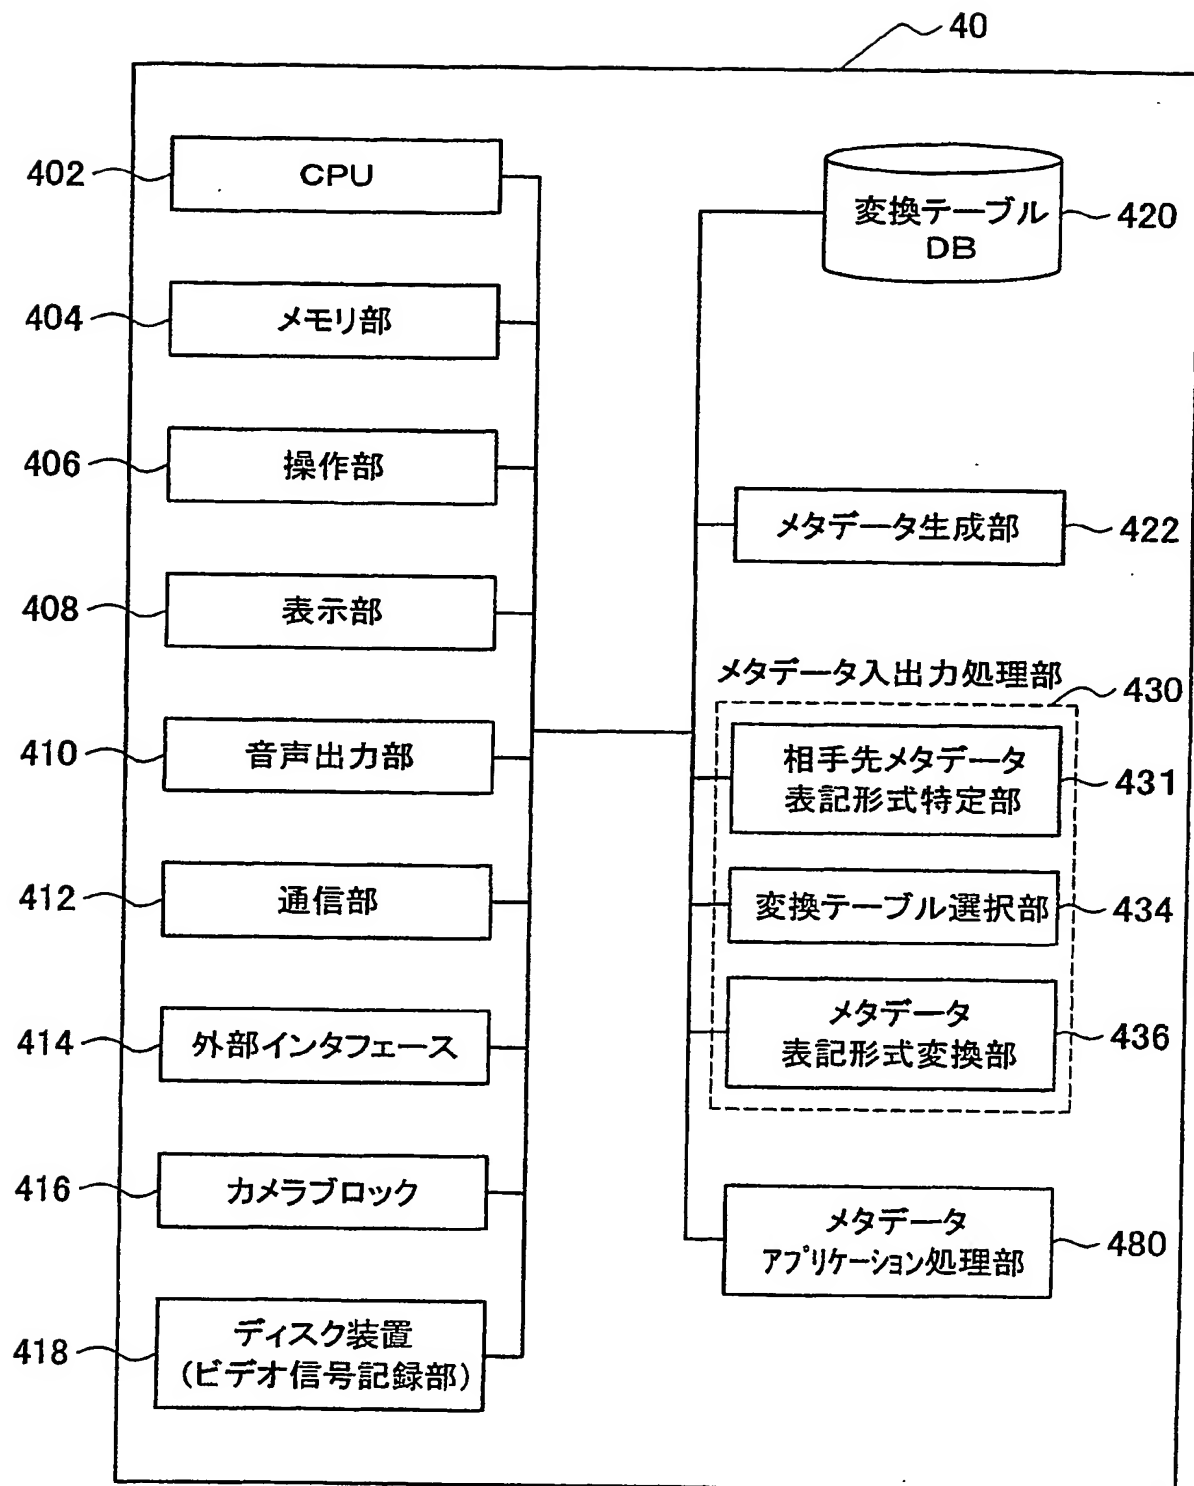 40
402
CPU
404
メモリ部
406
操作部
408
表示部
410
音声出力部
412
通信部
414
外部インタフェース
416
カメラブロック
418
ディスク装置
(ビデオ信号記録部)
変換テーブル
DB
420
メタデータ生成部
422
メタデータ入出力処理部
430
相手先メタデータ
表記形式特定部
431
変換テーブル選択部
434
メタデータ
表記形式変換部
436
メタデータ
アプリケーション処理部
480